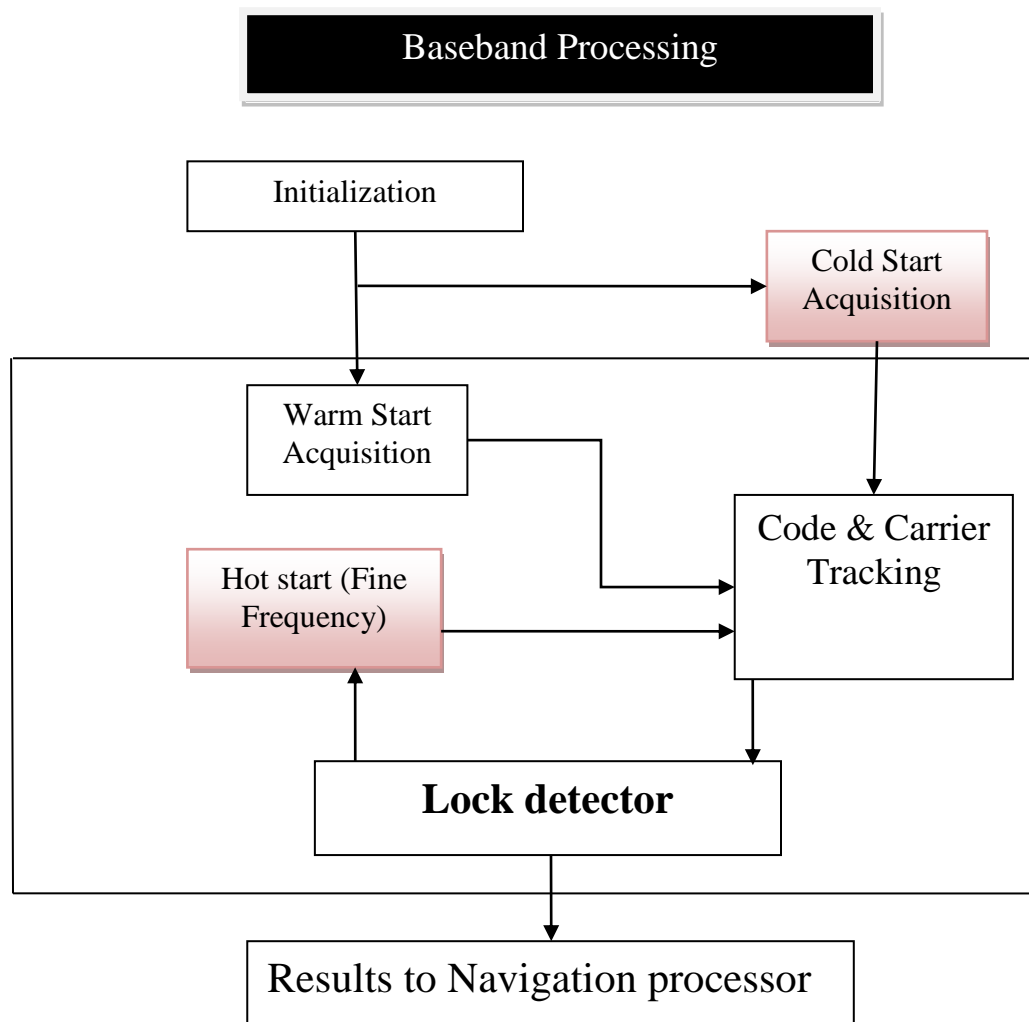 Baseband Processing
Initialization
Cold Start
Acquisition
Warm Start
Acquisition
Code & Carrier
Tracking
Hot start (Fine
Frequency)
Lock detector
Results to Navigation processor